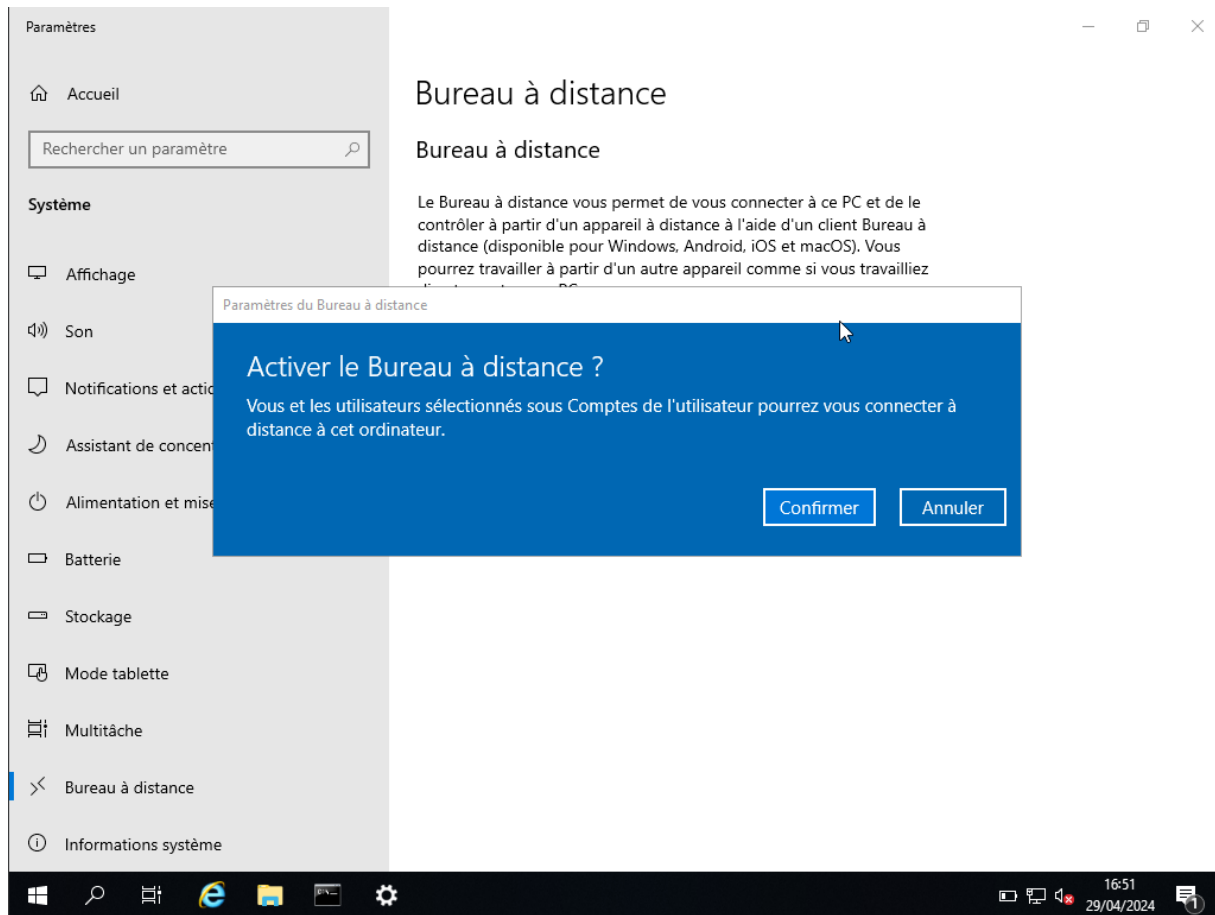 Paramètres
Accueil
Rechercher un paramètre
Système
Affichage
Son
Notifications et
Assistant de
Alimentation et
Batterie
Stockage
Mode tablette
Multitâche
Bureau à distance
Informations système
Bureau à distance
Bureau à distance
Le Bureau à distance vous permet de vous connecter à ce PC et de le
contrôler à partir d'un appareil à distance à l'aide d'un client Bureau à
distance (disponible pour Windows, Android, iOS et macOS). Vous
pourrez travailler à partir d'un autre appareil comme si vous travailliez
Paramètres du Bureau à distance
Activer le Bureau à distance ?
Vous et les utilisateurs sélectionnés sous Comptes de l'utilisateur pourrez vous connecter à
distance à cet ordinateur.
Confirmer
Annuler
16:51
29/04/2024
1